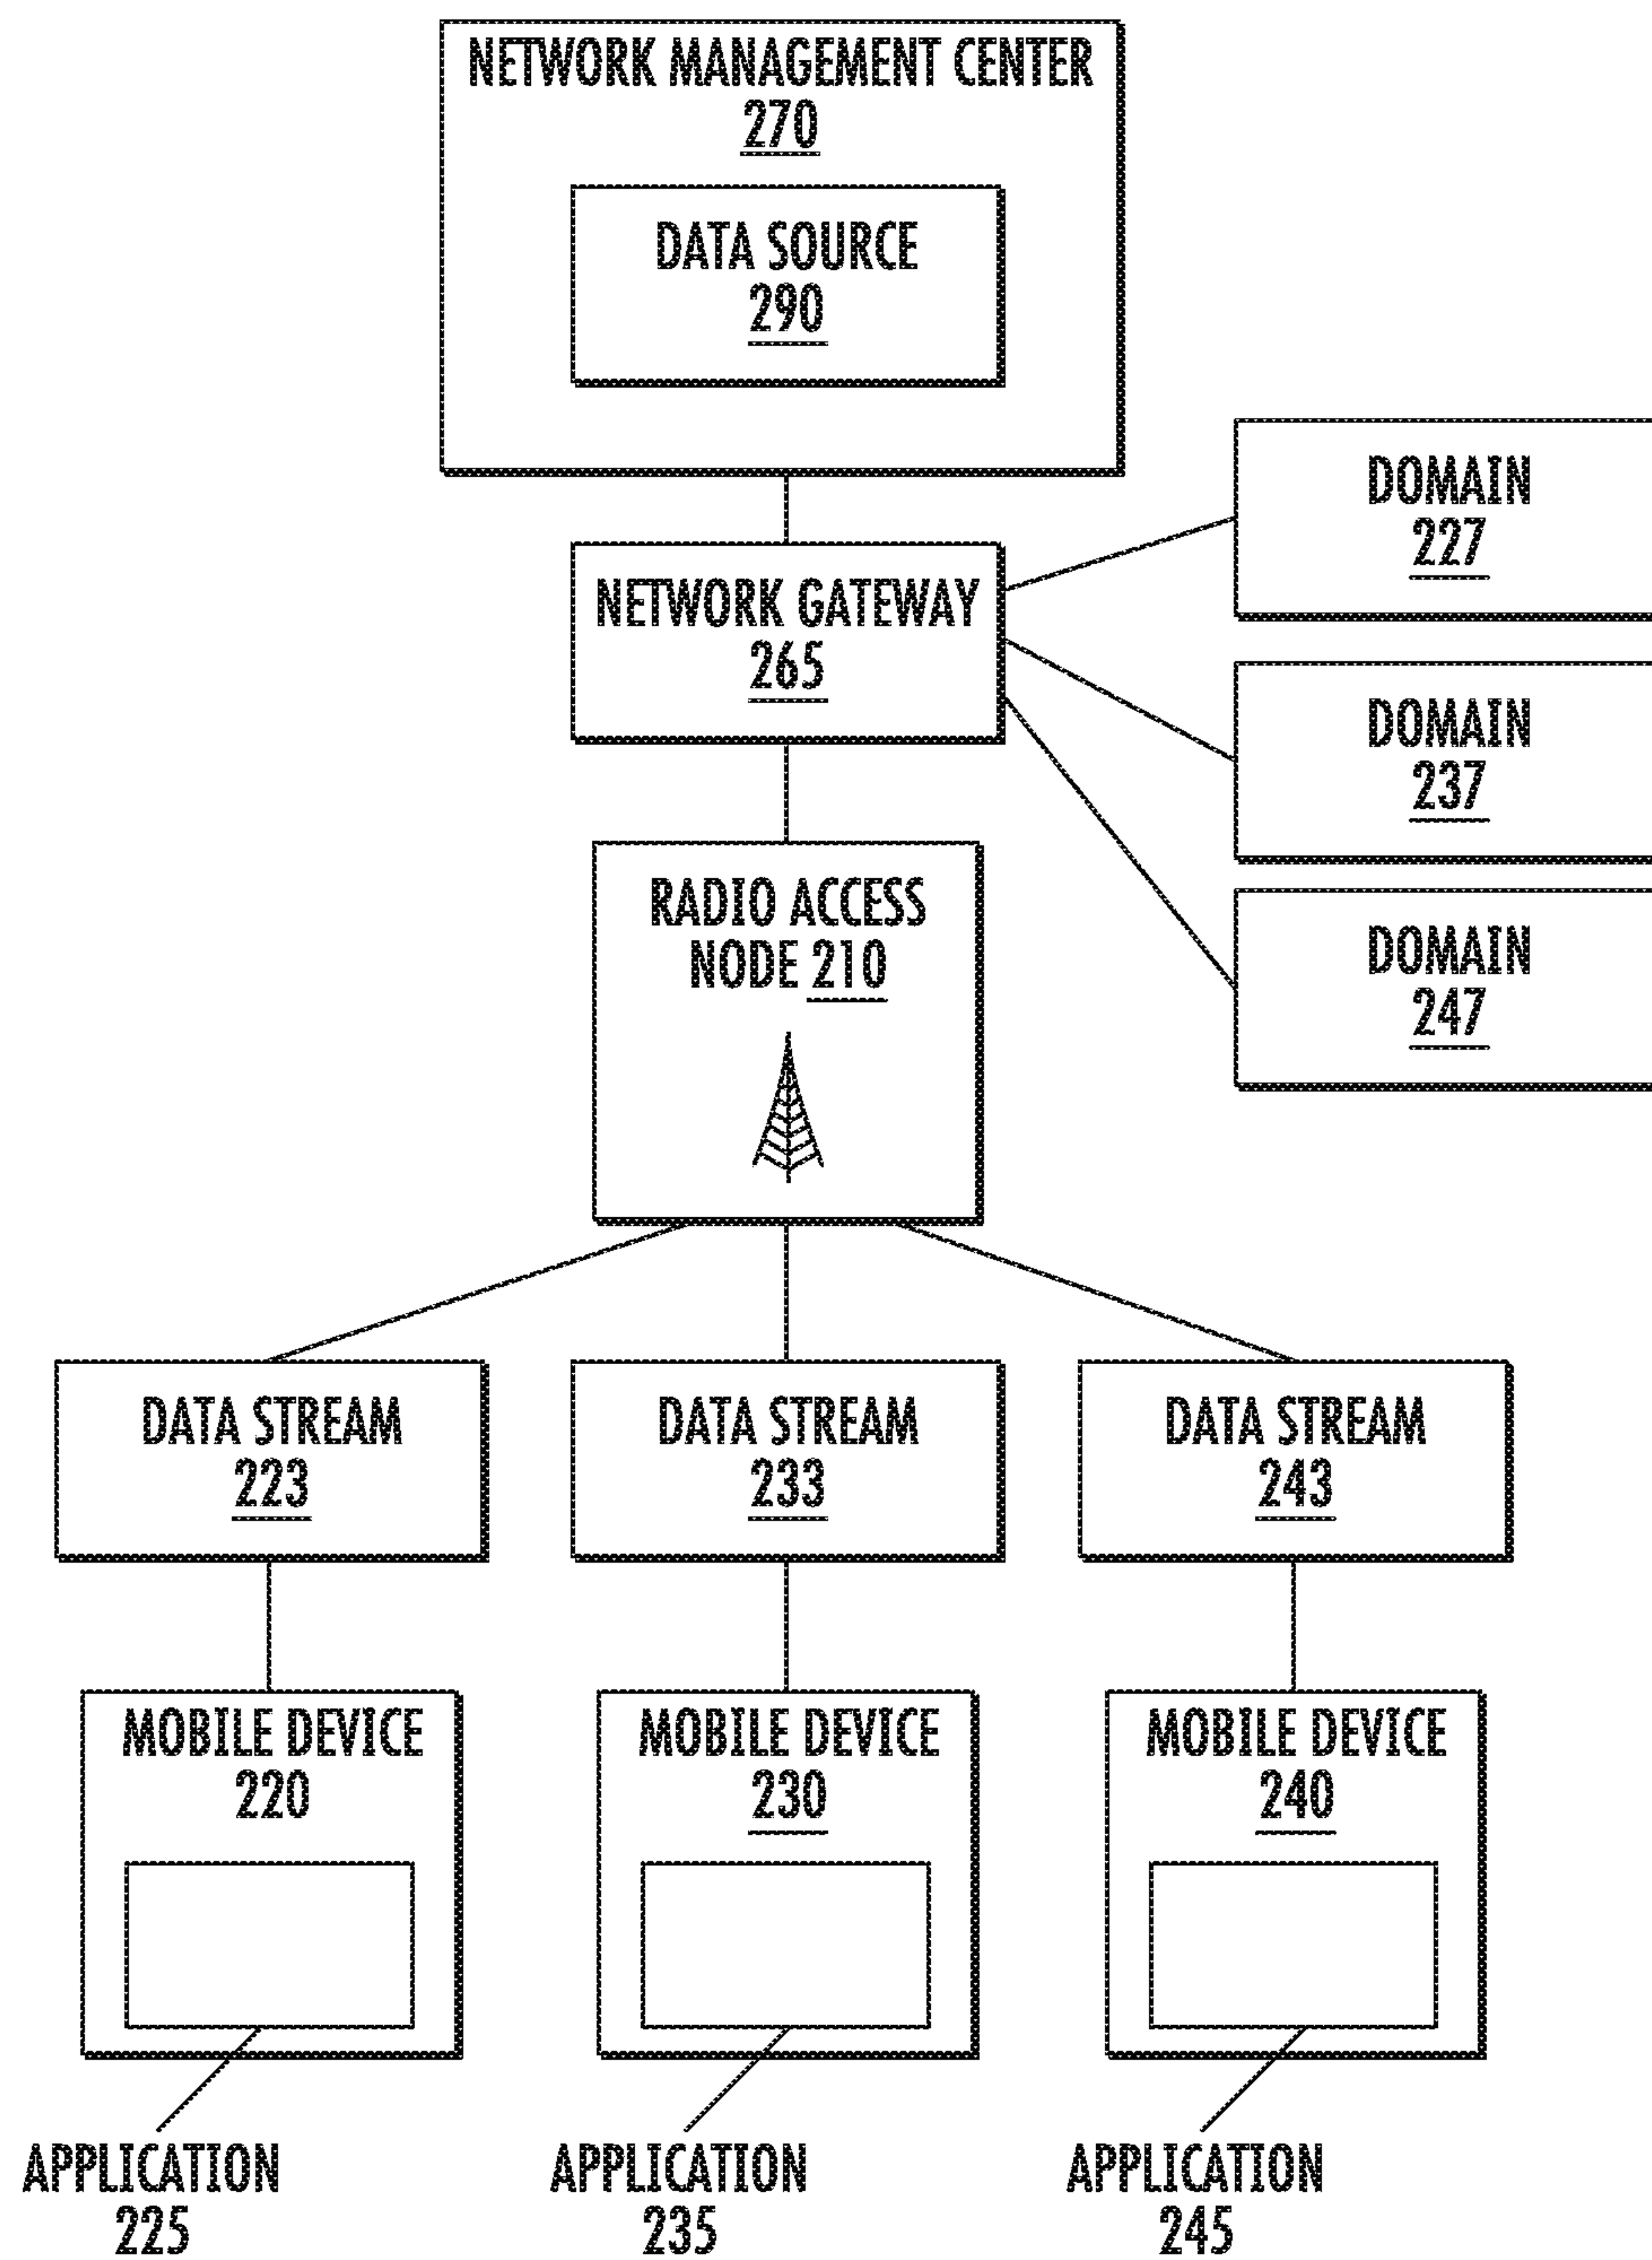 NETWORK MANAGEMENT CENTER
270
DATA SOURCE
290
DOMAIN
227
NETWORK GATEWAY
265
DOMAIN
237
RADIO ACCESS
NODE 210
DOMAIN
247
DATA STREAM
223
DATA STREAM
233
DATA STREAM
243
MOBILE DEVICE
220
MOBILE DEVICE
230
MOBILE DEVICE
240
APPLICATION
225
APPLICATION
235
APPLICATION
245